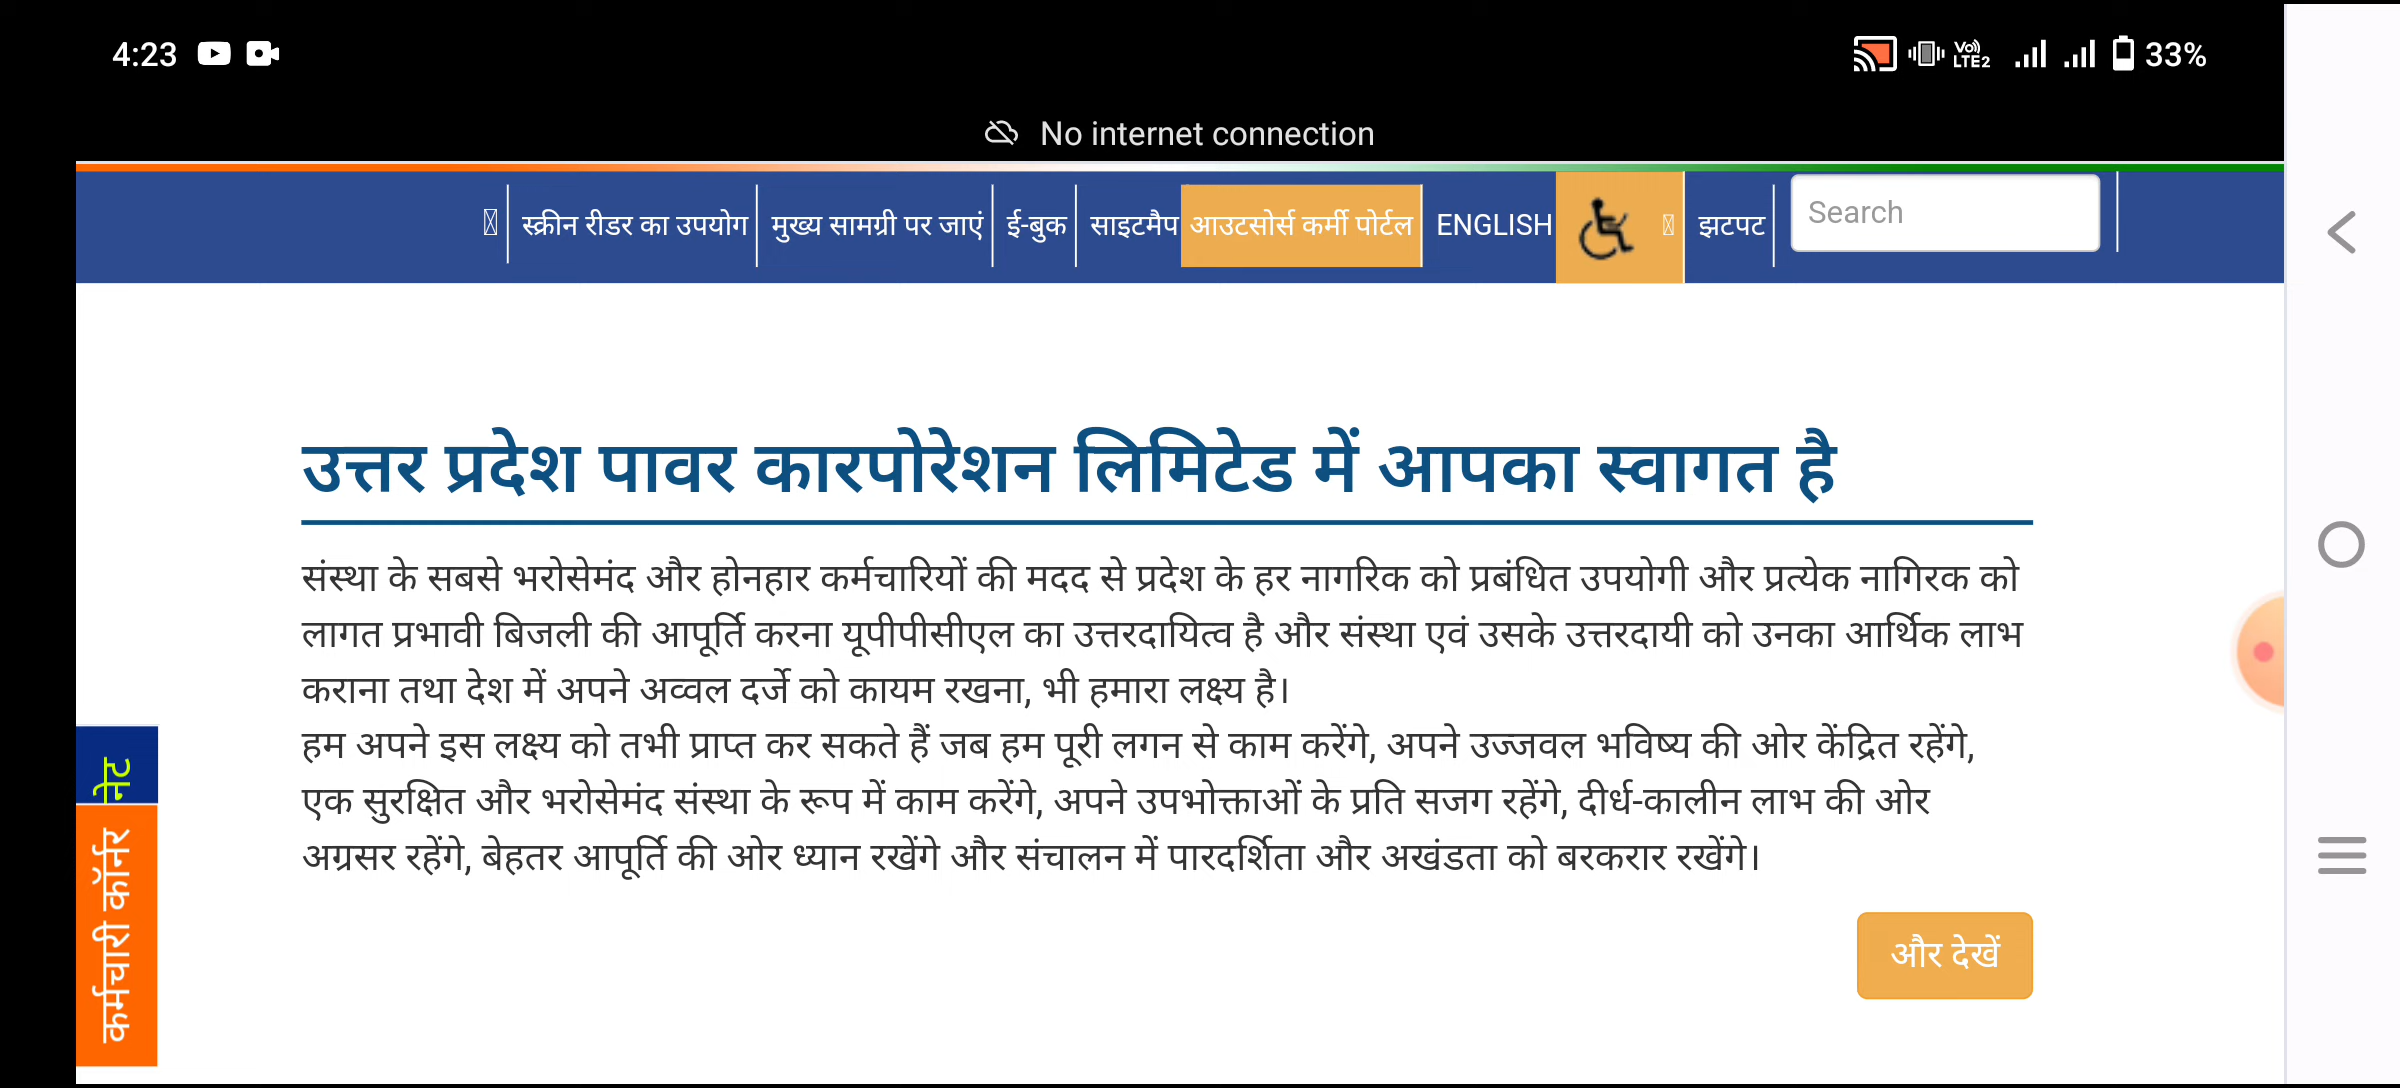 4:23
Vo)) LTE2 33%
No internet connection
स्क्रीन रीडर का उपयोग मुख्य सामग्री पर जाएं ई-बुक साइटमैप आउटसोर्स कर्मी पोर्टल ENGLISH झटपट Search
उत्तर प्रदेश पावर कारपोरेशन लिमिटेड में आपका स्वागत है
संस्था के सबसे भरोसेमंद और होनहार कर्मचारियों की मदद से प्रदेश के हर नागरिक को प्रबंधित उपयोगी और प्रत्येक नागिरक को
लागत प्रभावी बिजली की आपूर्ति करना यूपीपीसीएल का उत्तरदायित्व है और संस्था एवं उसके उत्तरदायी को उनका आर्थिक लाभ
कराना तथा देश में अपने अव्वल दर्जे को कायम रखना, भी हमारा लक्ष्य है।
हम अपने इस लक्ष्य को तभी प्राप्त कर सकते हैं जब हम पूरी लगन से काम करेंगे, अपने उज्जवल भविष्य की ओर केंद्रित रहेंगे,
एक सुरक्षित और भरोसेमंद संस्था के रूप में काम करेंगे, अपने उपभोक्ताओं के प्रति सजग रहेंगे, दीर्ध-कालीन लाभ की ओर
अग्रसर रहेंगे, बेहतर आपूर्ति की ओर ध्यान रखेंगे और संचालन में पारदर्शिता और अखंडता को बरकरार रखेंगे।
और देखें
नेट
कर्मचारी कॉर्नर